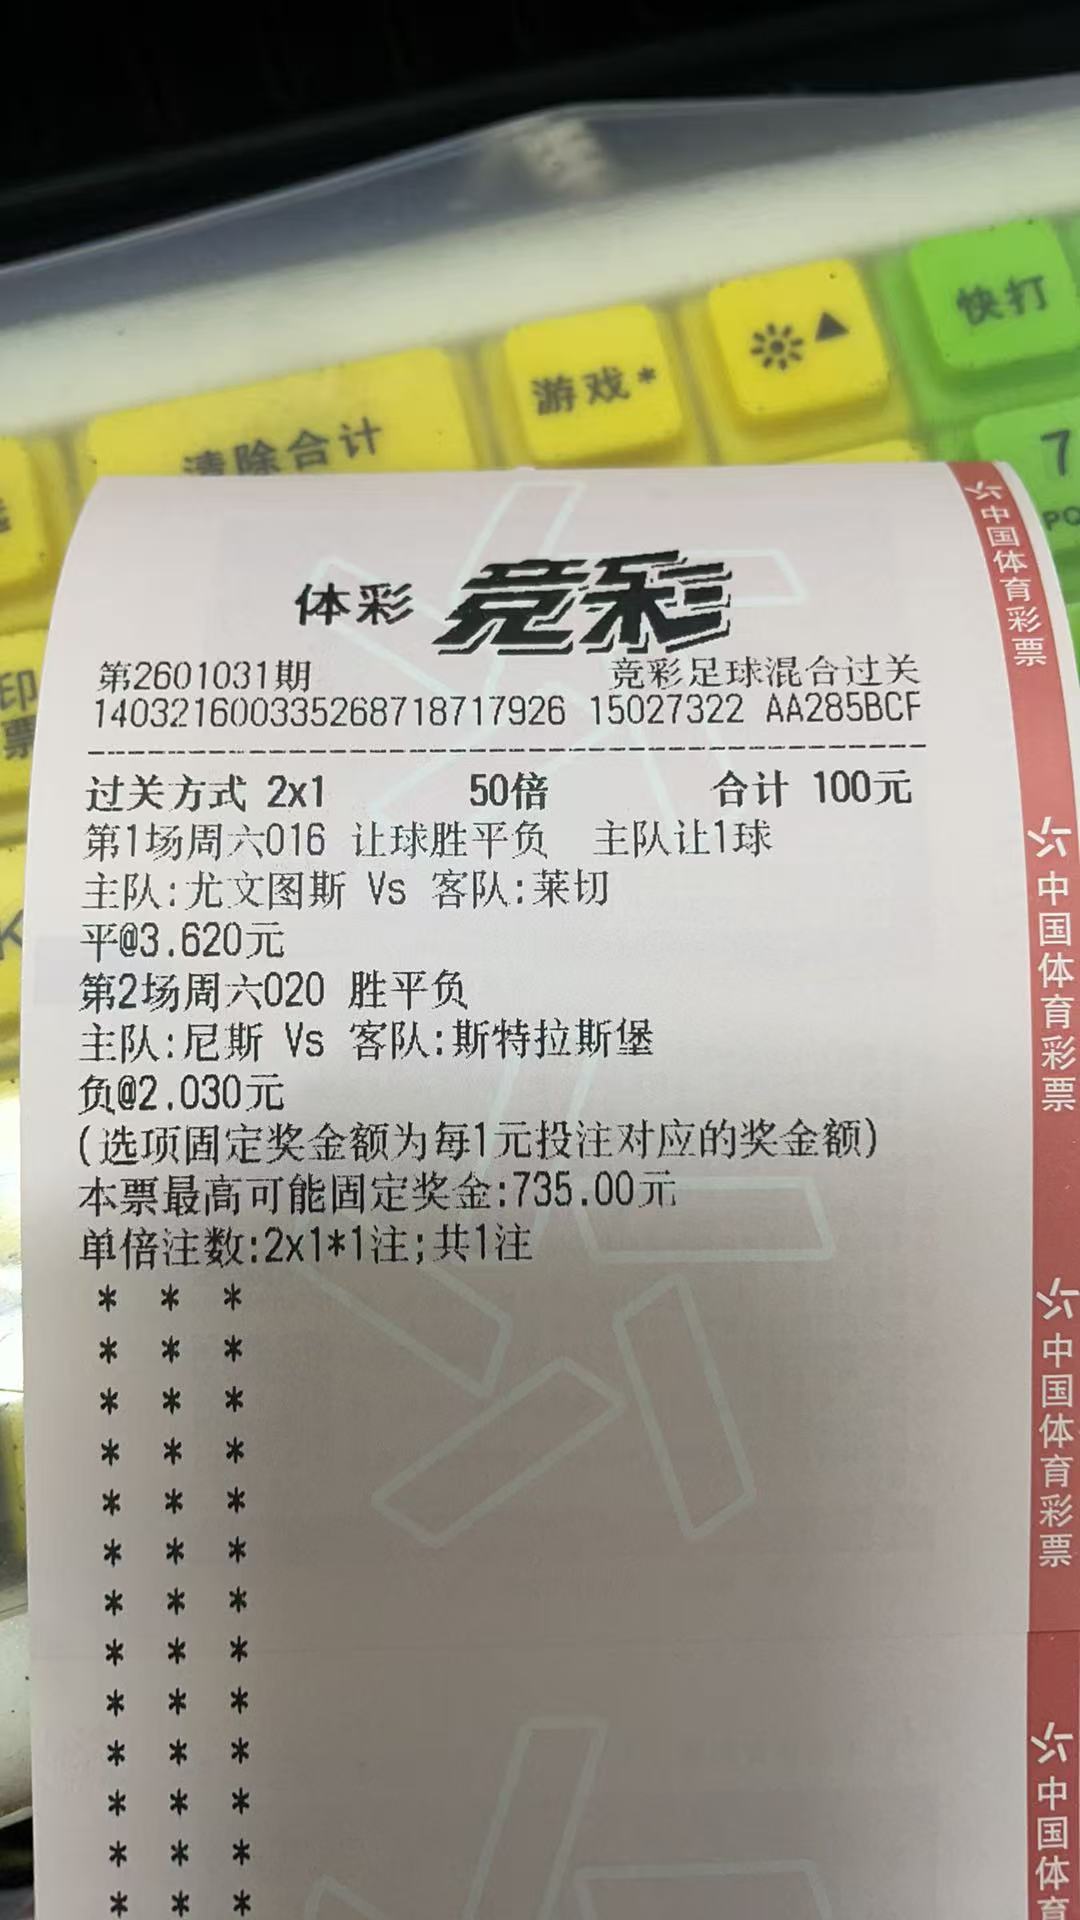 快打
游戏*
清除合计
7
PQ
印
票
K
体彩 竞彩
第2601031期 竞彩足球混合过关
140321600335268718717926 15027322 AA285BCF
过关方式 2x1 50倍 合计 100元
第1场周六016 让球胜平负 主队让1球
主队:尤文图斯 Vs 客队:莱切
平@3.620元
第2场周六020 胜平负
主队:尼斯 Vs 客队:斯特拉斯堡
负@2.030元
(选项固定奖金额为每1元投注对应的奖金额)
本票最高可能固定奖金:735.00元
单倍注数:2x1*1注;共1注
* * *
* * *
* * *
* * *
* * *
* * *
* * *
* * *
* * *
* * *
* * *
* * *
* * *
中国体育彩票
中国体育彩票
中国体育彩票
中国体育